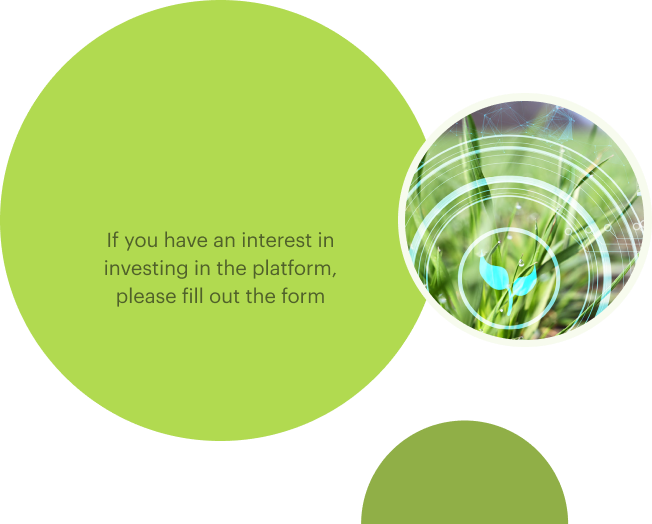 If you have an interest in
investing in the platform,
please fill out the form